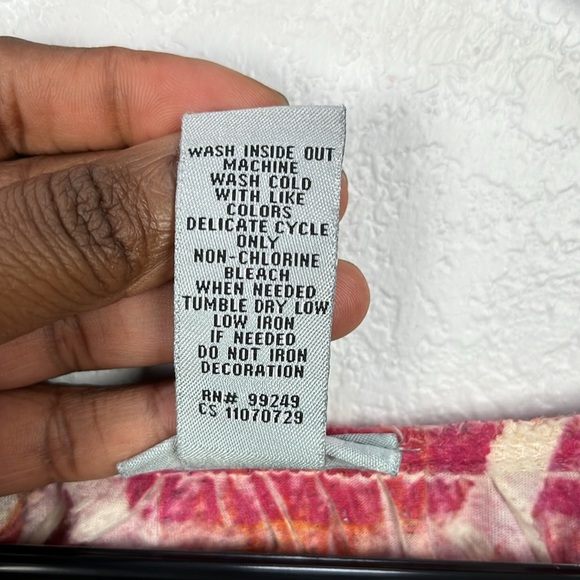 WASH INSIDE OUT
MACHINE
WASH COLD
WITH LIKE
COLORS
DELICATE CYCLE
ONLY
NON-CHLORINE
BLEACH
WHEN NEEDED
TUMBLE DRY LOW
LOW IRON
IF NEEDED
DO NOT IRON
DECORATION
RN# 99249
CS 11070729